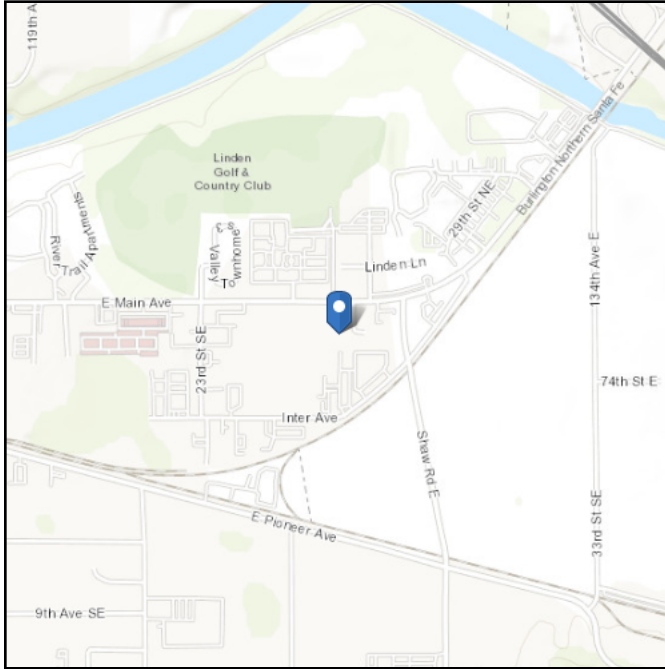 119th A
Burlington Northern Santa Fe
Linden
Golf &
Country Club
29th St NE
River
Trail Apartments
Valley
Townhomes
Linden Ln
134th Ave E
E Main Ave
23rd St SE
74th St E
Inter Ave
Shaw Rd E
E Pioneer Ave
33rd St SE
9th Ave SE